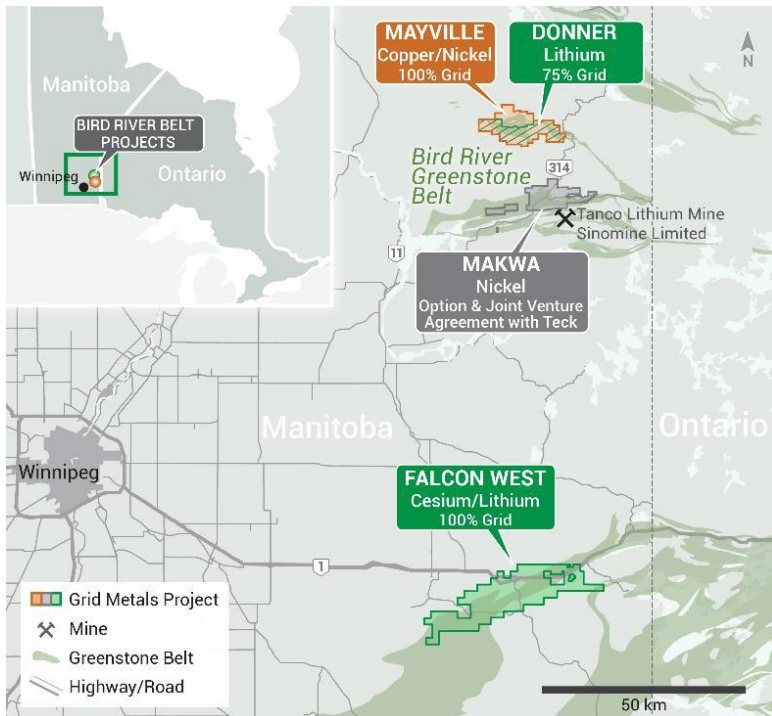 MAYVILLE
Copper/Nickel
100% Grid
DONNER
Lithium
75% Grid
N
Manitoba
BIRD RIVER BELT
PROJECTS
Winnipeg
Ontario
Bird River
Greenstone
Belt
314
Tanco Lithium Mine
Sinomine Limited
11
MAKWA
Nickel
Option & Joint Venture
Agreement with Teck
Manitoba
Ontario
Winnipeg
FALCON WEST
Cesium/Lithium
100% Grid
1
Grid Metals Project
Mine
Greenstone Belt
Highway/Road
50 km